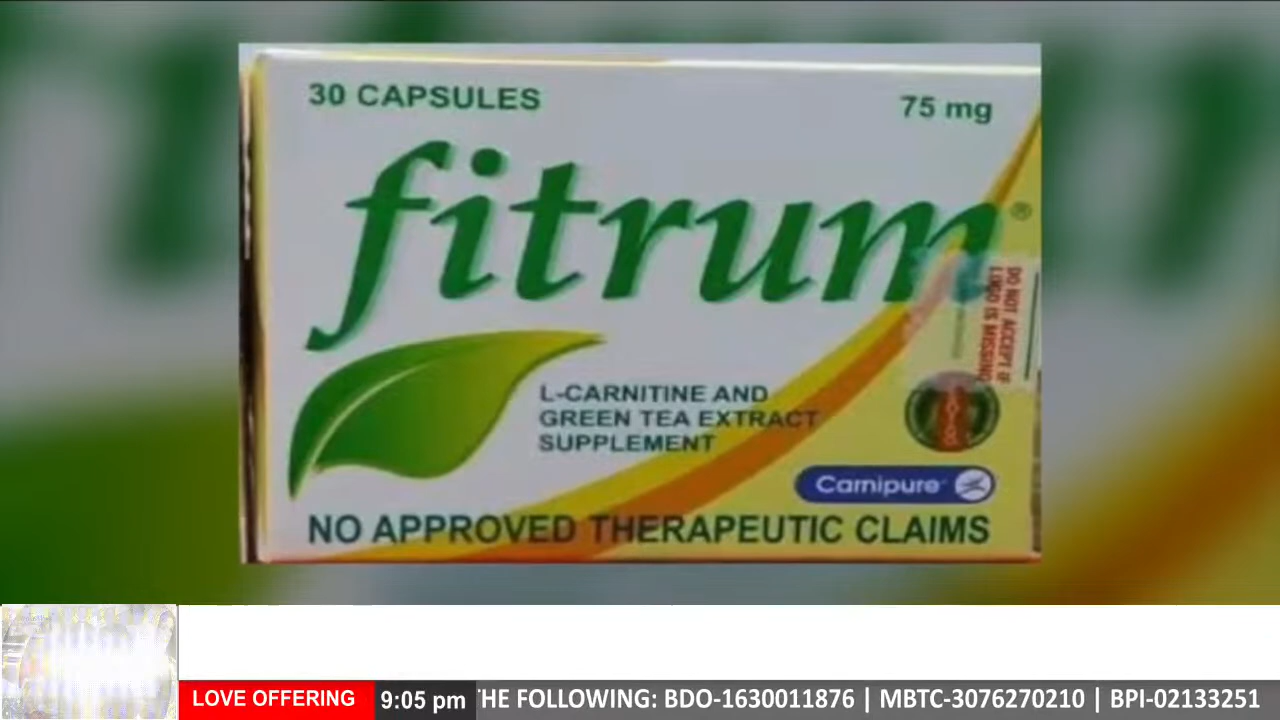 30 CAPSULES
75 mg
fitrum®
DO NOT ACCEPT IF
LOGO IS MISSING
L-CARNITINE AND
GREEN TEA EXTRACT
SUPPLEMENT
Carnipure
NO APPROVED THERAPEUTIC CLAIMS
LOVE OFFERING
9:05 pm
HE FOLLOWING: BDO-1630011876 | MBTC-3076270210 | BPI-02133251